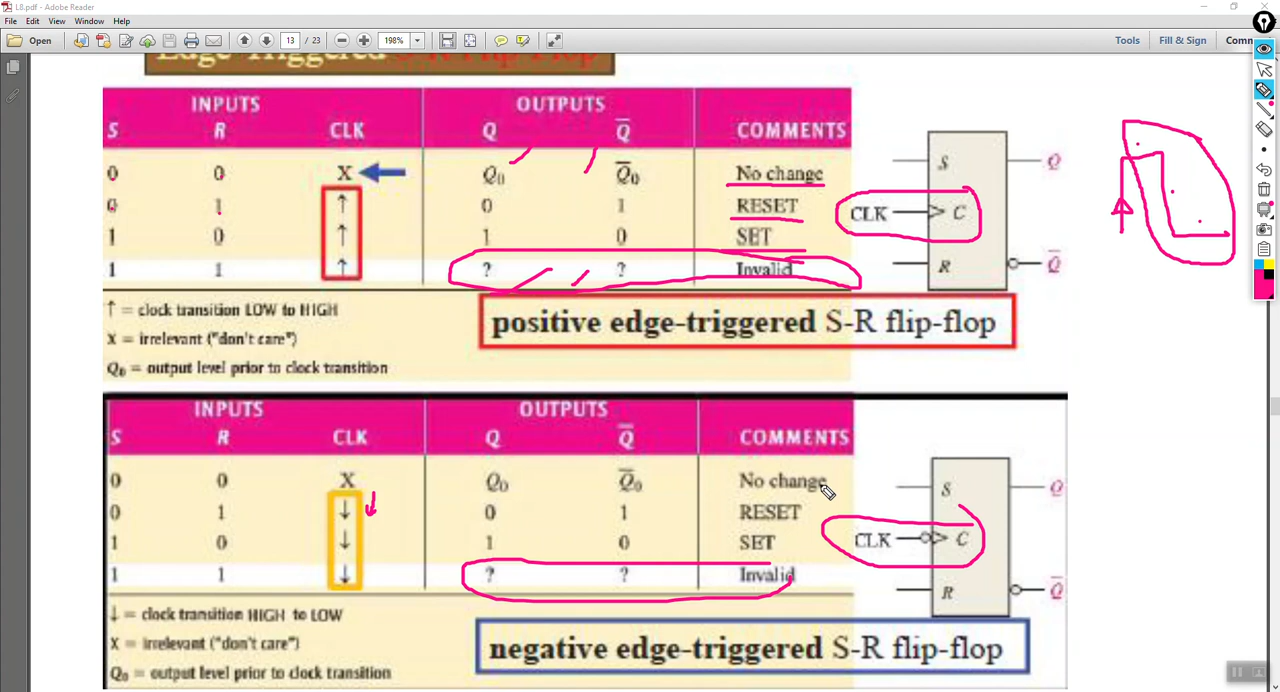 L8.pdf - Adobe Reader
File Edit View Window Help
Open 13 / 23 198% Tools Fill & Sign Comm
Edge-Triggered S-R Flip-Flop
INPUTS OUTPUTS
S R CLK Q Q̅ COMMENTS
0 0 X Q₀ Q̅₀ No change
0 1 ↑ 0 1 RESET
1 0 ↑ 1 0 SET
1 1 ↑ ? ? Invalid
↑ = clock transition LOW to HIGH
X = irrelevant ("don't care")
Q₀ = output level prior to clock transition
S Q
CLK C
R Q̅
positive edge-triggered S-R flip-flop
INPUTS OUTPUTS
S R CLK Q Q̅ COMMENTS
0 0 X Q₀ Q̅₀ No change
0 1 ↓ 0 1 RESET
1 0 ↓ 1 0 SET
1 1 ↓ ? ? Invalid
↓ = clock transition HIGH to LOW
X = irrelevant ("don't care")
Q₀ = output level prior to clock transition
S Q
CLK C
R Q̅
negative edge-triggered S-R flip-flop